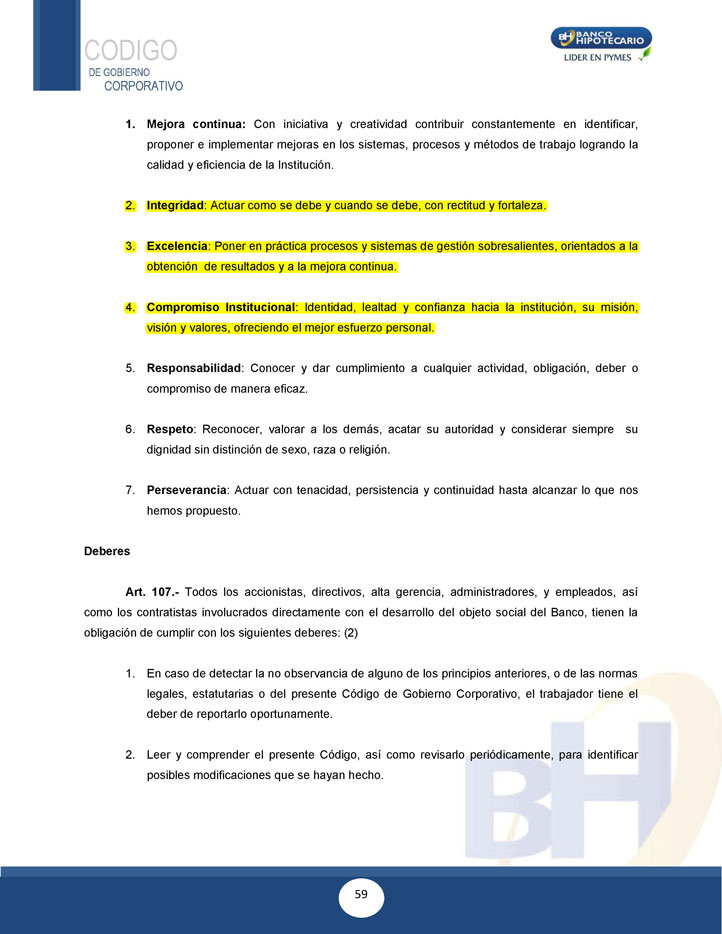 CODIGO
DE GOBIERNO
CORPORATIVO
BH BANCO
HIPOTECARIO
LIDER EN PYMES
1. Mejora continua: Con iniciativa y creatividad contribuir constantemente en identificar,
proponer e implementar mejoras en los sistemas, procesos y métodos de trabajo logrando la
calidad y eficiencia de la Institución.
2. Integridad: Actuar como se debe y cuando se debe, con rectitud y fortaleza.
3. Excelencia: Poner en práctica procesos y sistemas de gestión sobresalientes, orientados a la
obtención de resultados y a la mejora continua.
4. Compromiso Institucional: Identidad, lealtad y confianza hacia la institución, su misión,
visión y valores, ofreciendo el mejor esfuerzo personal.
5. Responsabilidad: Conocer y dar cumplimiento a cualquier actividad, obligación, deber o
compromiso de manera eficaz.
6. Respeto: Reconocer, valorar a los demás, acatar su autoridad y considerar siempre su
dignidad sin distinción de sexo, raza o religión.
7. Perseverancia: Actuar con tenacidad, persistencia y continuidad hasta alcanzar lo que nos
hemos propuesto.
Deberes
Art. 107.- Todos los accionistas, directivos, alta gerencia, administradores, y empleados, así
como los contratistas involucrados directamente con el desarrollo del objeto social del Banco, tienen la
obligación de cumplir con los siguientes deberes: (2)
1. En caso de detectar la no observancia de alguno de los principios anteriores, o de las normas
legales, estatutarias o del presente Código de Gobierno Corporativo, el trabajador tiene el
deber de reportarlo oportunamente.
2. Leer y comprender el presente Código, así como revisarlo periódicamente, para identificar
posibles modificaciones que se hayan hecho.
BH
59